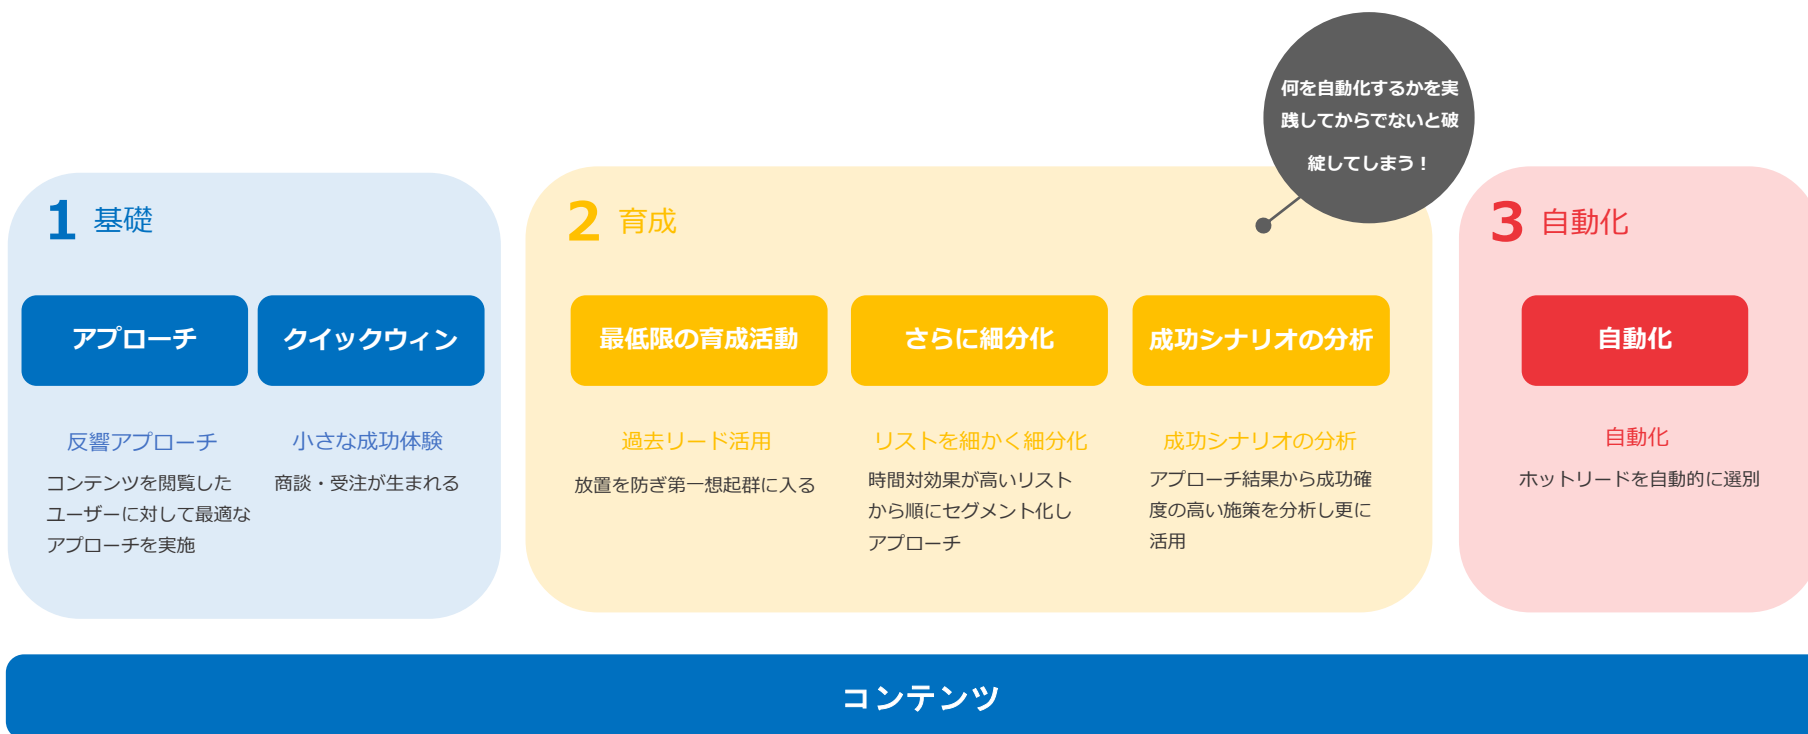 何を自動化するかを実
践してからでないと破
綻してしまう！
1 基礎
アプローチ
クイックウィン
反響アプローチ
コンテンツを閲覧した
ユーザーに対して最適な
アプローチを実施
小さな成功体験
商談・受注が生まれる
2 育成
最低限の育成活動
さらに細分化
成功シナリオの分析
過去リード活用
放置を防ぎ第一想起群に入る
リストを細かく細分化
時間対効果が高いリスト
から順にセグメント化し
アプローチ
成功シナリオの分析
アプローチ結果から成功確
度の高い施策を分析し更に
活用
3 自動化
自動化
自動化
ホットリードを自動的に選別
コンテンツ